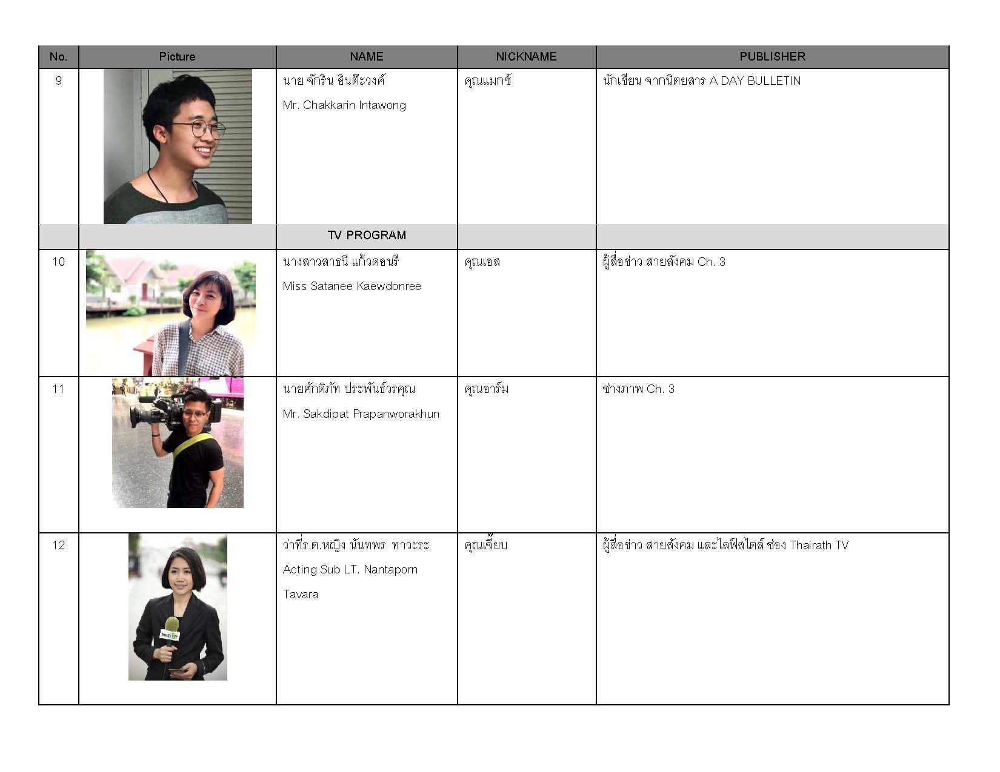 No. Picture NAME NICKNAME PUBLISHER
9 นาย จักริน อินต๊ะวงค์ คุณแมกซ์ นักเขียน จากนิตยสาร A DAY BULLETIN
Mr. Chakkarin Intawong
TV PROGRAM
10 นางสาวสาธนี แก้วดอนรี คุณเอส ผู้สื่อข่าว สายสังคม Ch. 3
Miss Satanee Kaewdonree
11 นายศักดิภัท ประพันธ์วรคุณ คุณอาร์ม ช่างภาพ Ch. 3
Mr. Sakdipat Prapanworakhun
12 ว่าที่ร.ต.หญิง นันทพร ทาวะระ คุณเจี๊ยบ ผู้สื่อข่าว สายสังคม และไลฟ์สไตล์ ช่อง Thairath TV
Acting Sub LT. Nantaporn
Tavara